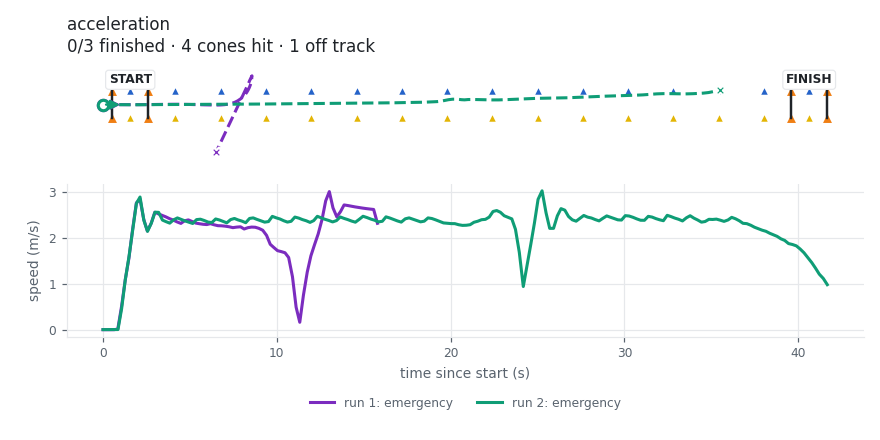 acceleration
0/3 finished · 4 cones hit · 1 off track
START
FINISH
3
2
1
0
speed (m/s)
0
10
20
30
40
time since start (s)
run 1: emergency
run 2: emergency